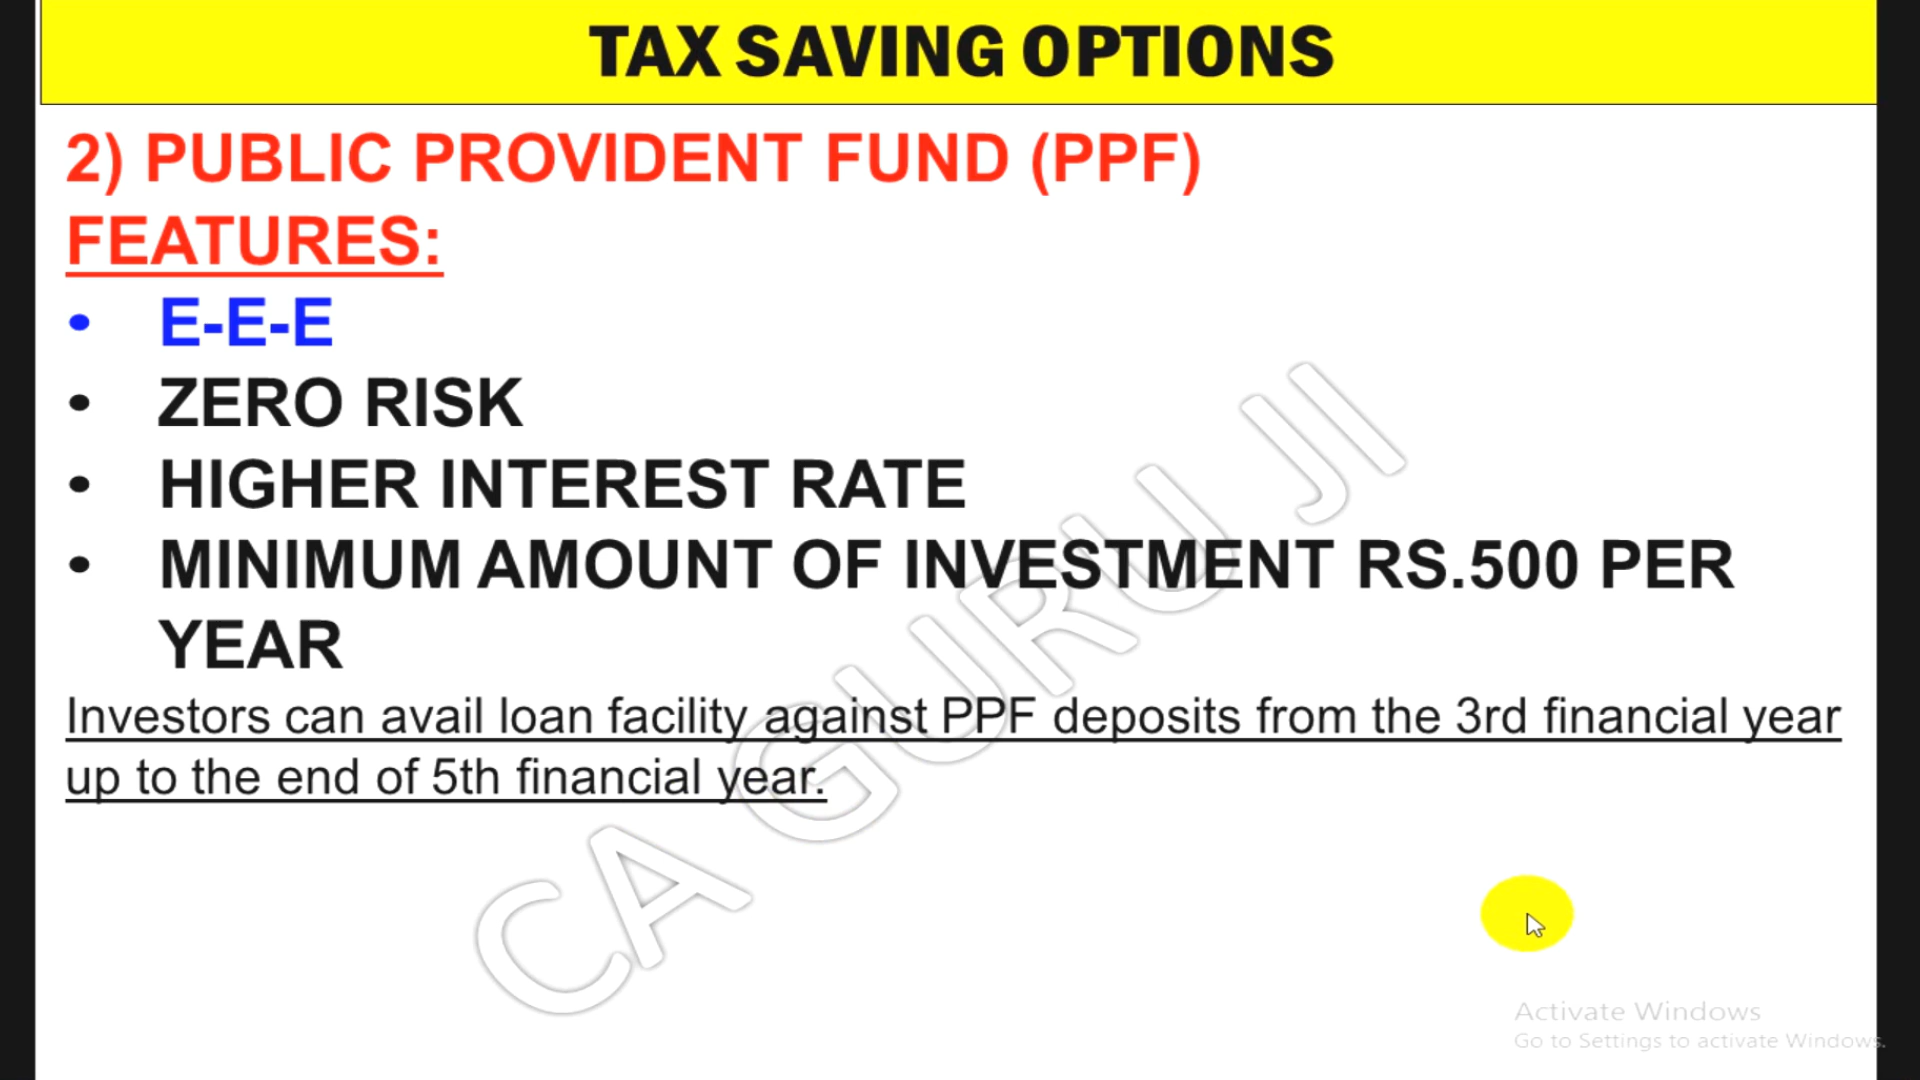 TAX SAVING OPTIONS
2) PUBLIC PROVIDENT FUND (PPF)
FEATURES:
• E-E-E
• ZERO RISK
• HIGHER INTEREST RATE
• MINIMUM AMOUNT OF INVESTMENT RS.500 PER
YEAR
Investors can avail loan facility against PPF deposits from the 3rd financial year
up to the end of 5th financial year.
CA GURU JI
Activate Windows
Go to Settings to activate Windows.